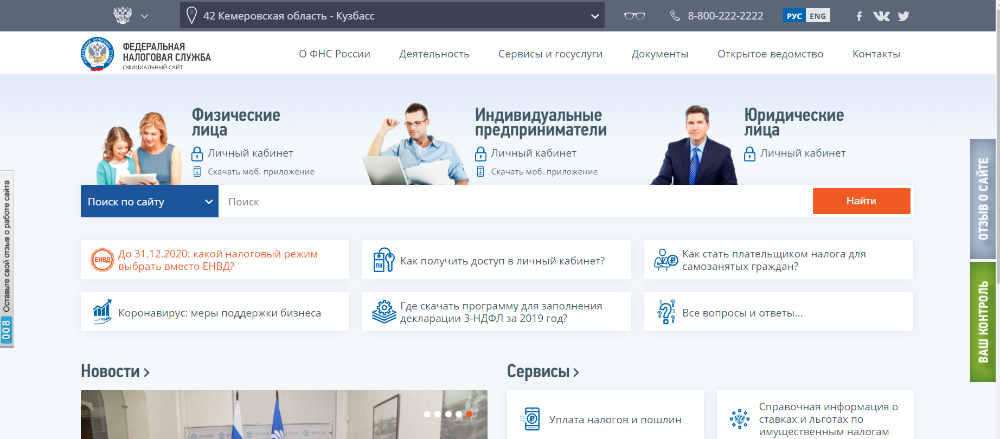 42 Кемеровская область - Кузбасс
8-800-222-2222
РУС ENG
ФЕДЕРАЛЬНАЯ
НАЛОГОВАЯ СЛУЖБА
ОФИЦИАЛЬНЫЙ САЙТ
О ФНС России
Деятельность
Сервисы и госуслуги
Документы
Открытое ведомство
Контакты
Физические
лица
Личный кабинет
Скачать моб. приложение
Индивидуальные
предприниматели
Личный кабинет
Скачать моб. приложение
Юридические
лица
Личный кабинет
Поиск по сайту
Поиск
Найти
ЕНВД
До 31.12.2020: какой налоговый режим
выбрать вместо ЕНВД?
ЛК
Как получить доступ в личный кабинет?
Как стать плательщиком налога для
самозанятых граждан?
Коронавирус: меры поддержки бизнеса
Где скачать программу для заполнения
декларации 3-НДФЛ за 2019 год?
Все вопросы и ответы...
Новости
Сервисы
Уплата налогов и пошлин
Справочная информация о
ставках и льготах по
имущественным налогам
Оставьте свой отзыв о работе сайта
008
ОТЗЫВ О САЙТЕ
ВАШ КОНТРОЛЬ